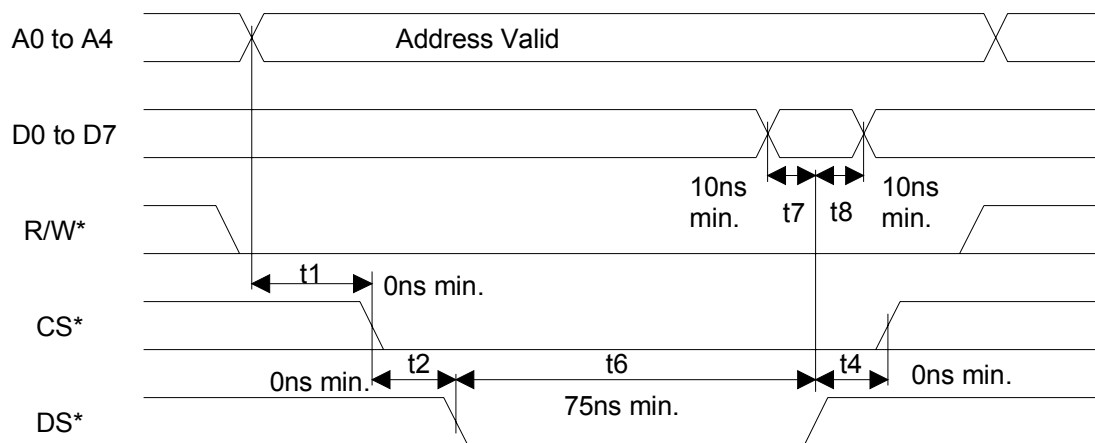 A0 to A4
Address Valid
D0 to D7
10ns
min.
t7
t8
10ns
min.
R/W*
t1
0ns min.
CS*
0ns min.
t2
t6
t4
0ns min.
75ns min.
DS*